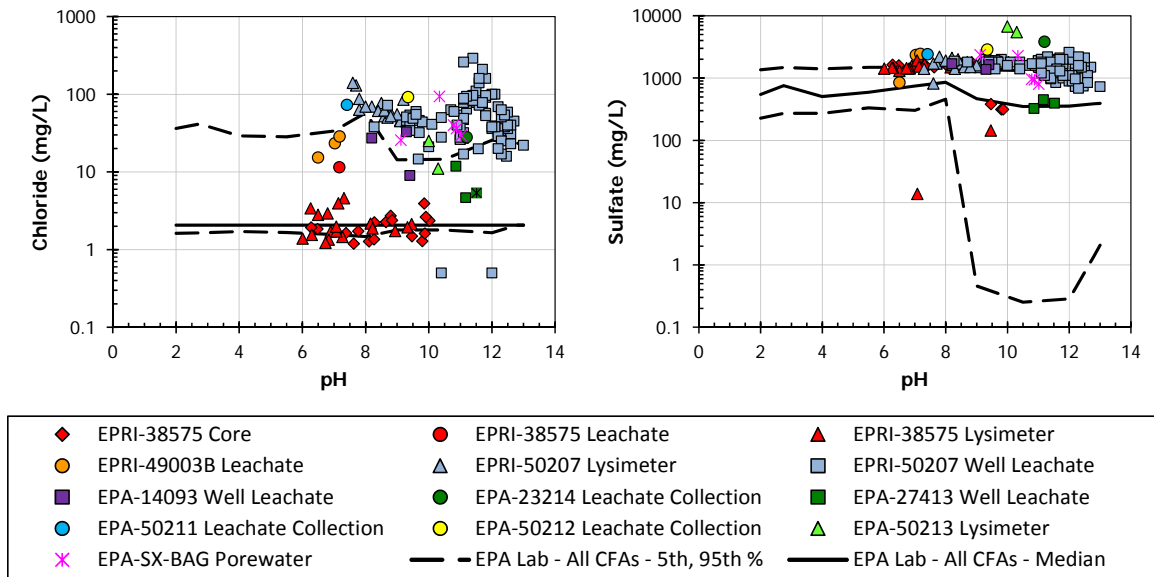 1000
100
10
1
0.1
Chloride (mg/L)
0 2 4 6 8 10 12 14
pH
10000
1000
100
10
1
0.1
Sulfate (mg/L)
0 2 4 6 8 10 12 14
pH
EPRI-38575 Core EPRI-38575 Leachate EPRI-38575 Lysimeter
EPRI-49003B Leachate EPRI-50207 Lysimeter EPRI-50207 Well Leachate
EPA-14093 Well Leachate EPA-23214 Leachate Collection EPA-27413 Well Leachate
EPA-50211 Leachate Collection EPA-50212 Leachate Collection EPA-50213 Lysimeter
EPA-SX-BAG Porewater EPA Lab - All CFAs - 5th, 95th % EPA Lab - All CFAs - Median